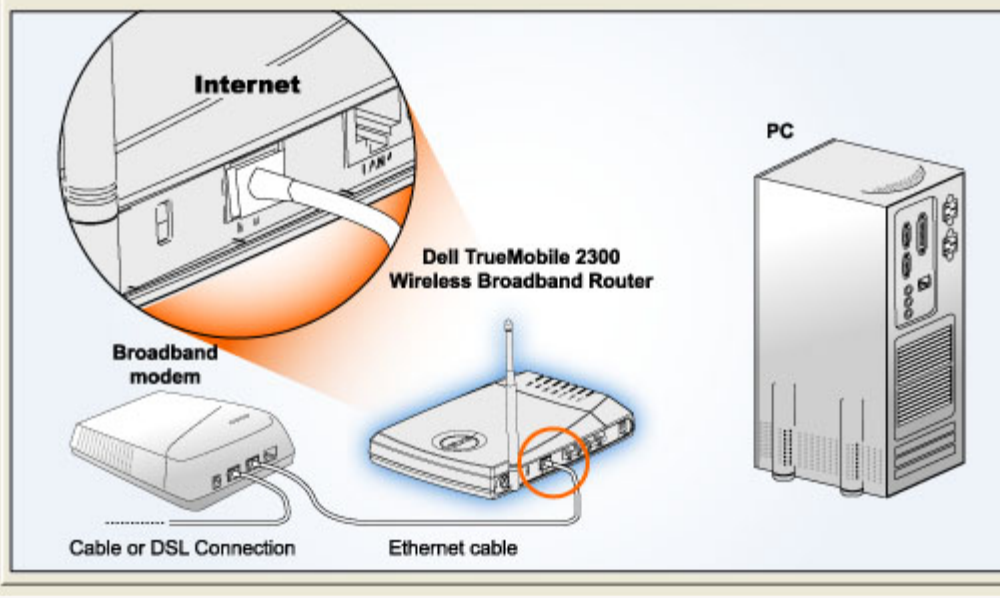 Internet
PC
Dell TrueMobile 2300
Wireless Broadband Router
Broadband
modem
Cable or DSL Connection
Ethernet cable